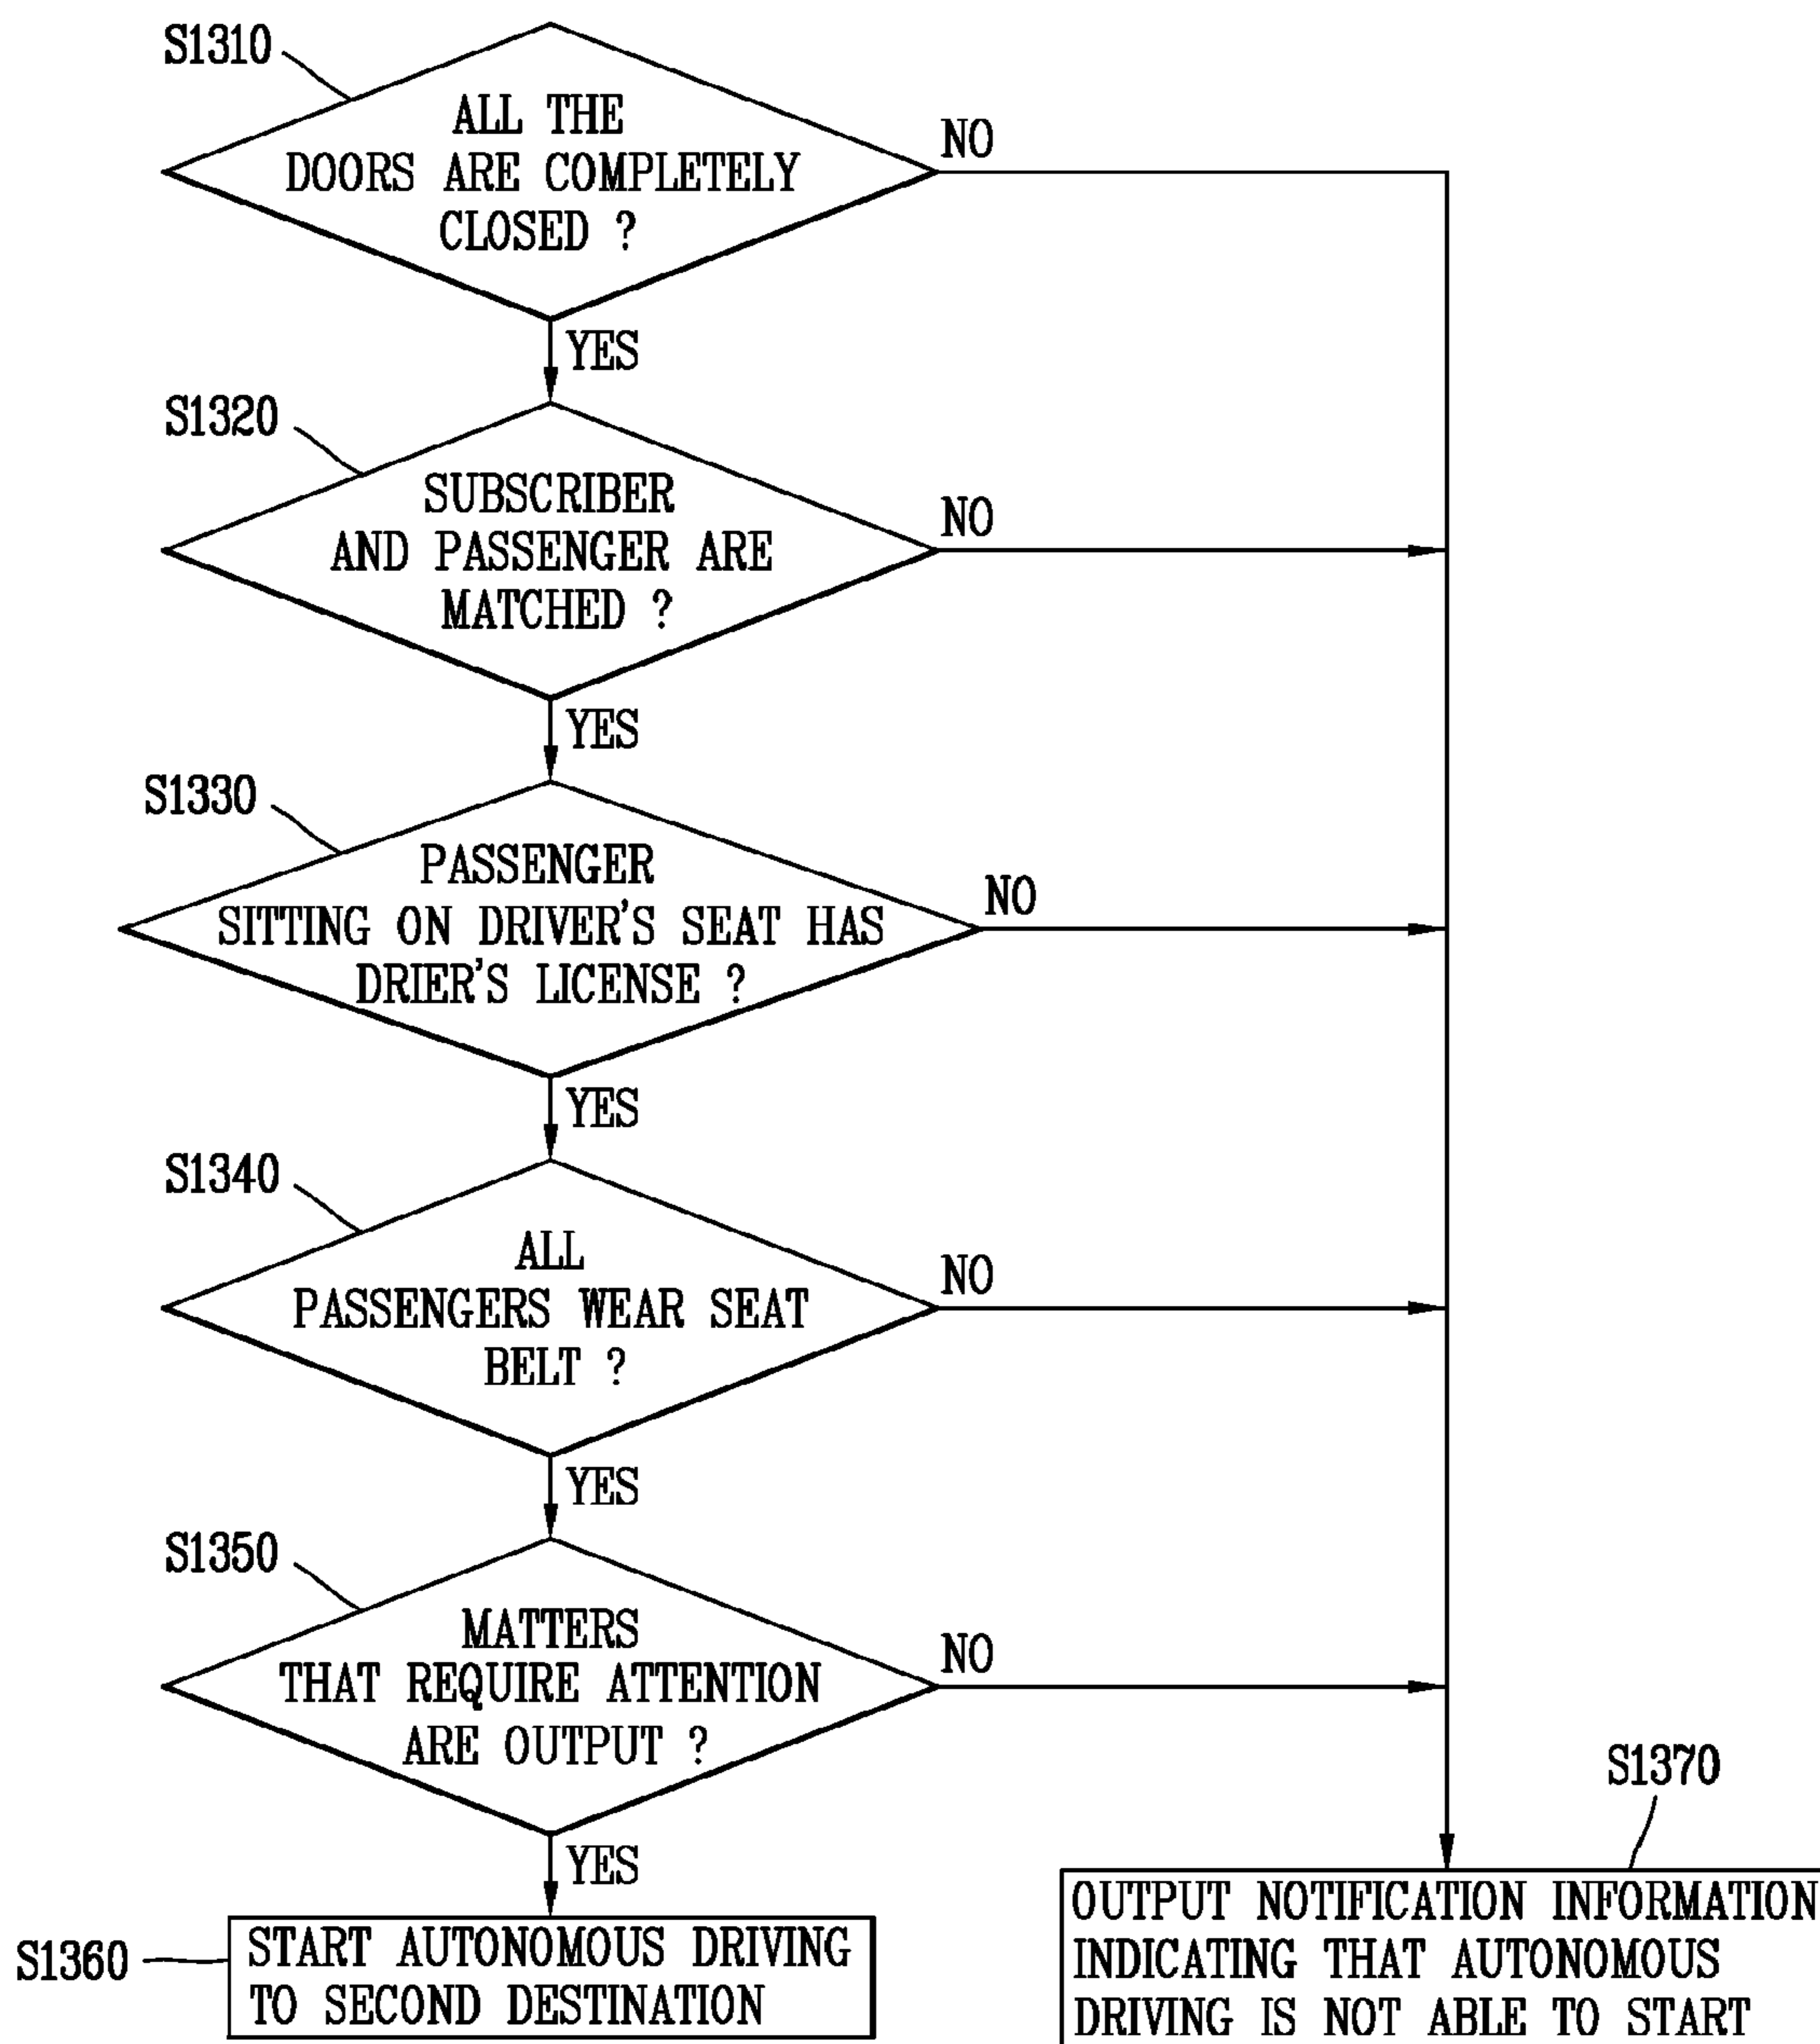 S1310
ALL THE
DOORS ARE COMPLETELY
CLOSED ?
NO
YES
S1320
SUBSCRIBER
AND PASSENGER ARE
MATCHED ?
NO
YES
S1330
PASSENGER
SITTING ON DRIVER'S SEAT HAS
DRIER'S LICENSE ?
NO
YES
S1340
ALL
PASSENGERS WEAR SEAT
BELT ?
NO
YES
S1350
MATTERS
THAT REQUIRE ATTENTION
ARE OUTPUT ?
NO
YES
S1360
START AUTONOMOUS DRIVING
TO SECOND DESTINATION
S1370
OUTPUT NOTIFICATION INFORMATION
INDICATING THAT AUTONOMOUS
DRIVING IS NOT ABLE TO START